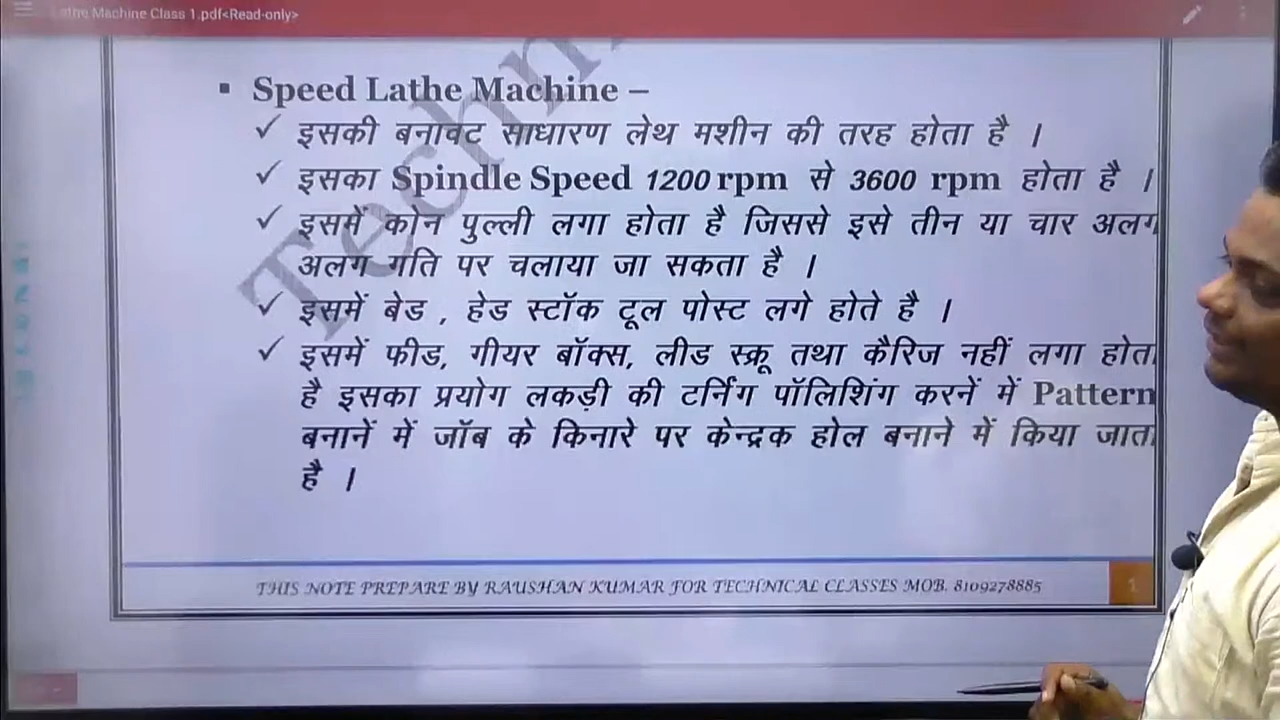 Lathe Machine Class 1.pdf<Read-only>
▪ Speed Lathe Machine –
✓ इसकी बनावट साधारण लेथ मशीन की तरह होता है ।
✓ इसका Spindle Speed 1200 rpm से 3600 rpm होता है ।
✓ इसमें कोन पुल्ली लगा होता है जिससे इसे तीन या चार अलग
अलग गति पर चलाया जा सकता है ।
✓ इसमें बेड , हेड स्टॉक टूल पोस्ट लगे होते है ।
✓ इसमें फीड, गीयर बॉक्स, लीड स्क्रू तथा कैरिज नहीं लगा होता
है इसका प्रयोग लकड़ी की टर्निंग पॉलिशिंग करनें में Pattern
बनानें में जॉब के किनारे पर केन्द्रक होल बनाने में किया जाता
है ।
THIS NOTE PREPARE BY RAUSHAN KUMAR FOR TECHNICAL CLASSES MOB. 8109278885
1